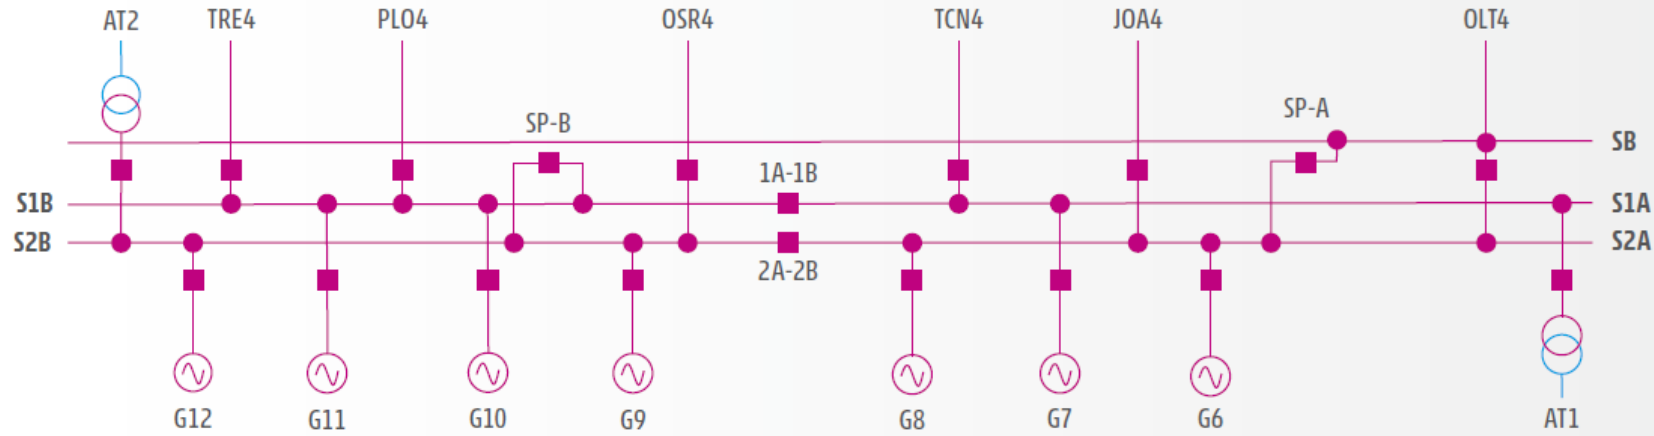 AT2
TRE4
PLO4
OSR4
TCN4
JOA4
OLT4
SP-B
SP-A
SB
1A-1B
S1B
S1A
S2B
S2A
2A-2B
G12
G11
G10
G9
G8
G7
G6
AT1